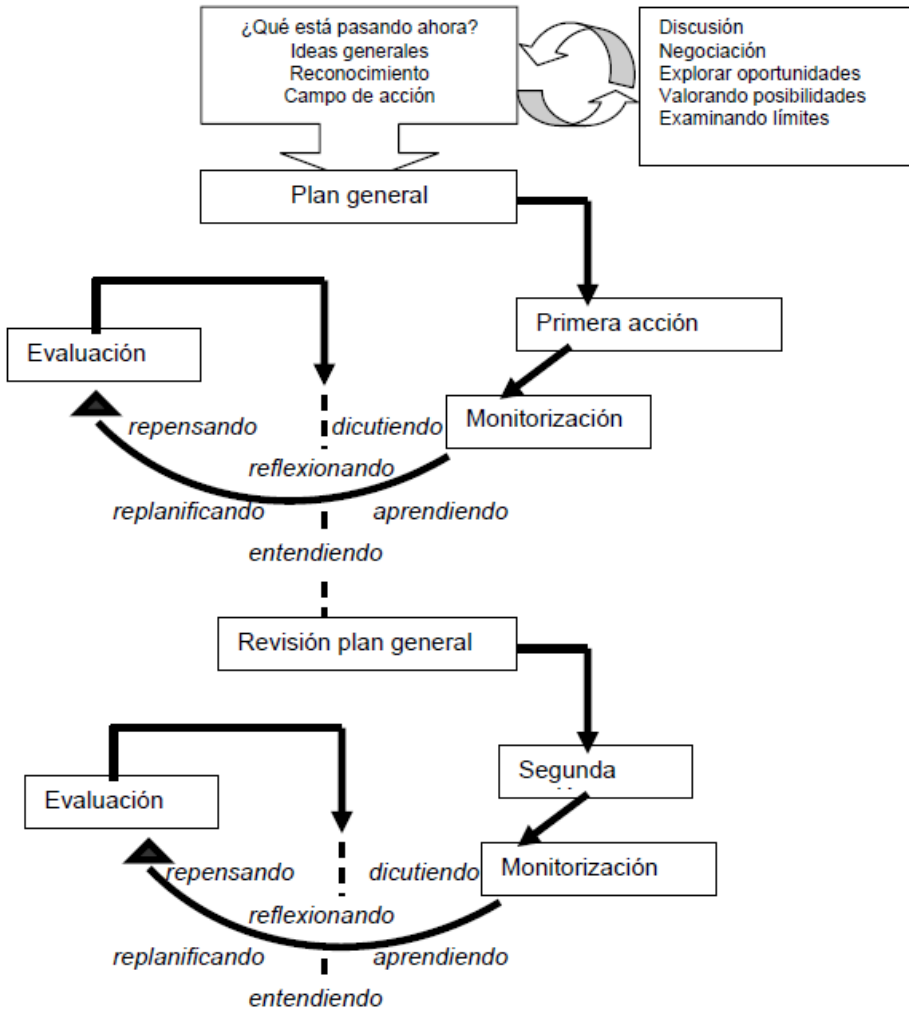 ¿Qué está pasando ahora?
Ideas generales
Reconocimiento
Campo de acción
Discusión
Negociación
Explorar oportunidades
Valorando posibilidades
Examinando límites
Plan general
Primera acción
Evaluación
Monitorización
repensando
dicutiendo
reflexionando
replanificando
aprendiendo
entendiendo
Revisión plan general
Segunda
Evaluación
Monitorización
repensando
dicutiendo
reflexionando
replanificando
aprendiendo
entendiendo